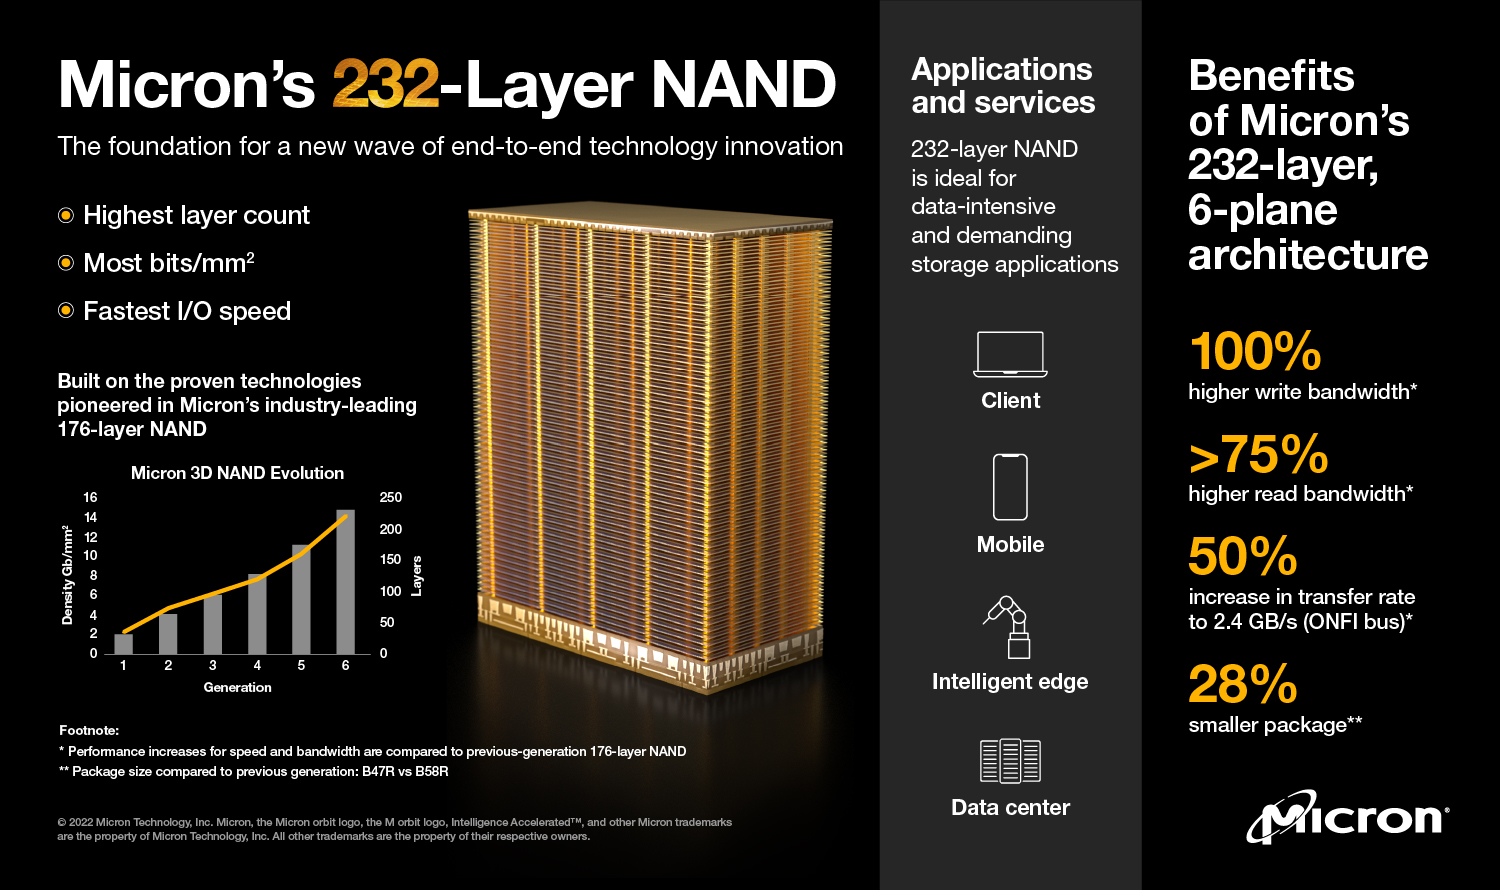 Micron's 232-Layer NAND
The foundation for a new wave of end-to-end technology innovation
Highest layer count
Most bits/mm²
Fastest I/O speed
Built on the proven technologies
pioneered in Micron's industry-leading
176-layer NAND
Micron 3D NAND Evolution
Density Gb/mm²
16
14
12
10
8
6
4
2
0
250
200
150
100
50
0
Layers
1 2 3 4 5 6
Generation
Footnote:
* Performance increases for speed and bandwidth are compared to previous-generation 176-layer NAND
** Package size compared to previous generation: B47R vs B58R
© 2022 Micron Technology, Inc. Micron, the Micron orbit logo, the M orbit logo, Intelligence Accelerated™, and other Micron trademarks
are the property of Micron Technology, Inc. All other trademarks are the property of their respective owners.
Applications
and services
232-layer NAND
is ideal for
data-intensive
and demanding
storage applications
Client
Mobile
Intelligent edge
Data center
Benefits
of Micron's
232-layer,
6-plane
architecture
100%
higher write bandwidth*
>75%
higher read bandwidth*
50%
increase in transfer rate
to 2.4 GB/s (ONFI bus)*
28%
smaller package**
Micron®